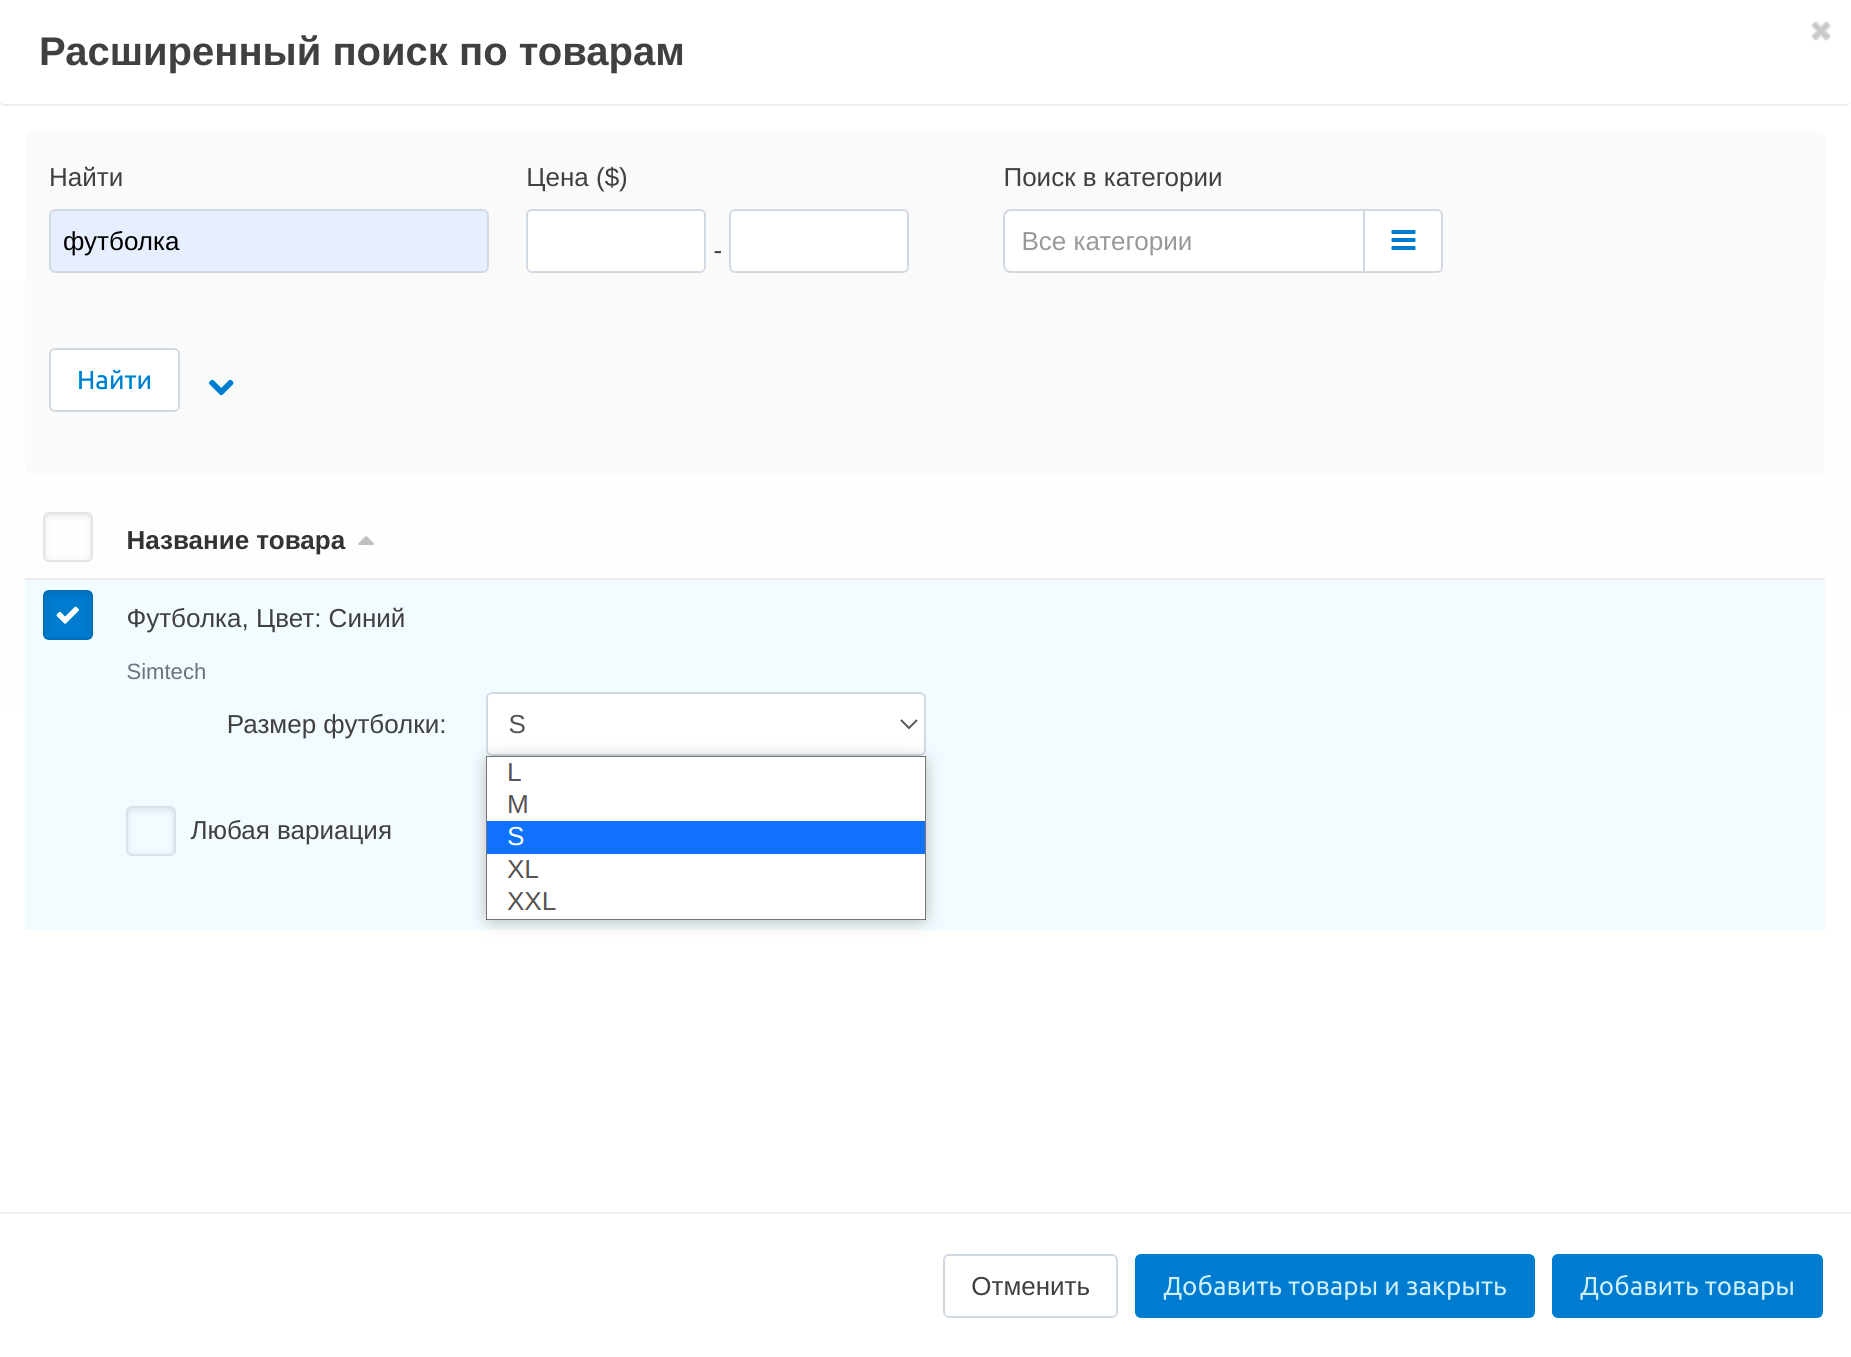 Расширенный поиск по товарам
Найти
Цена ($)
Поиск в категории
футболка
-
Все категории
Найти
Название товара
Футболка, Цвет: Синий
Simtech
Размер футболки:
S
L
M
S
XL
XXL
Любая вариация
Отменить
Добавить товары и закрыть
Добавить товары